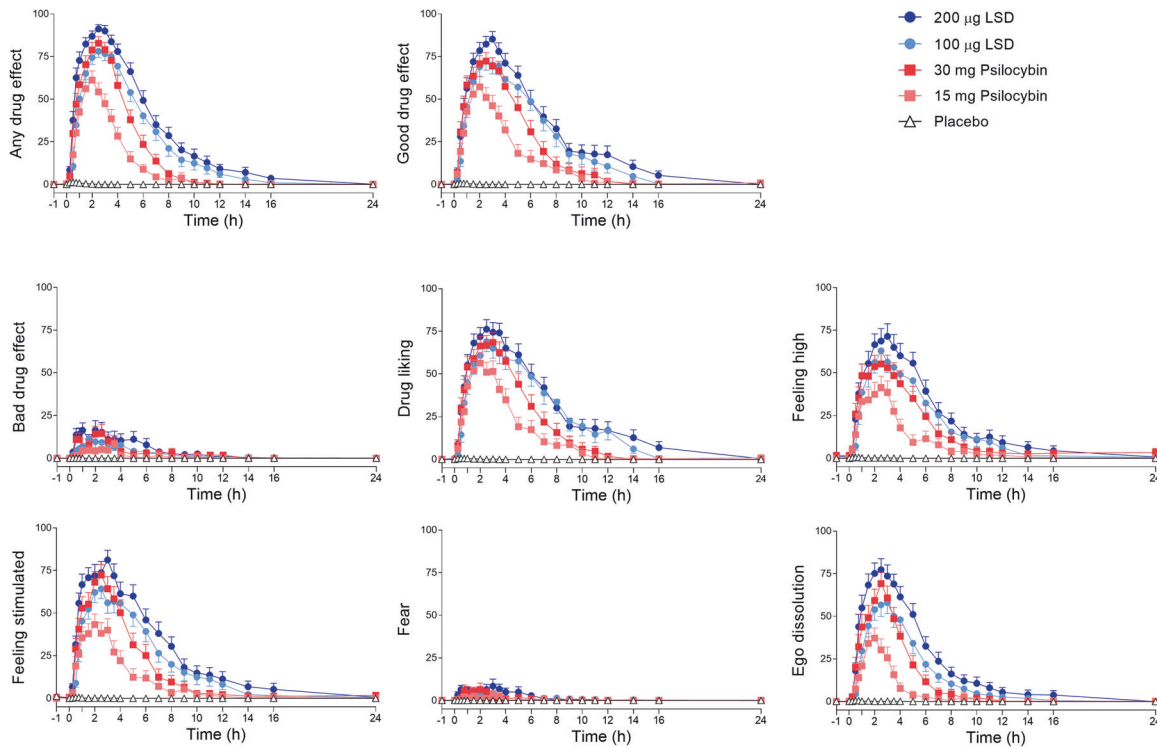 200 µg LSD
100 µg LSD
30 mg Psilocybin
15 mg Psilocybin
Placebo
Any drug effect
100
75
50
25
0
-1 0 2 4 6 8 10 12 14 16 24
Time (h)
Good drug effect
100
75
50
25
0
-1 0 2 4 6 8 10 12 14 16 24
Time (h)
Bad drug effect
100
75
50
25
0
-1 0 2 4 6 8 10 12 14 16 24
Time (h)
Drug liking
100
75
50
25
0
-1 0 2 4 6 8 10 12 14 16 24
Time (h)
Feeling high
100
75
50
25
0
-1 0 2 4 6 8 10 12 14 16 24
Time (h)
Feeling stimulated
100
75
50
25
0
-1 0 2 4 6 8 10 12 14 16 24
Time (h)
Fear
100
75
50
25
0
-1 0 2 4 6 8 10 12 14 16 24
Time (h)
Ego dissolution
100
75
50
25
0
-1 0 2 4 6 8 10 12 14 16 24
Time (h)